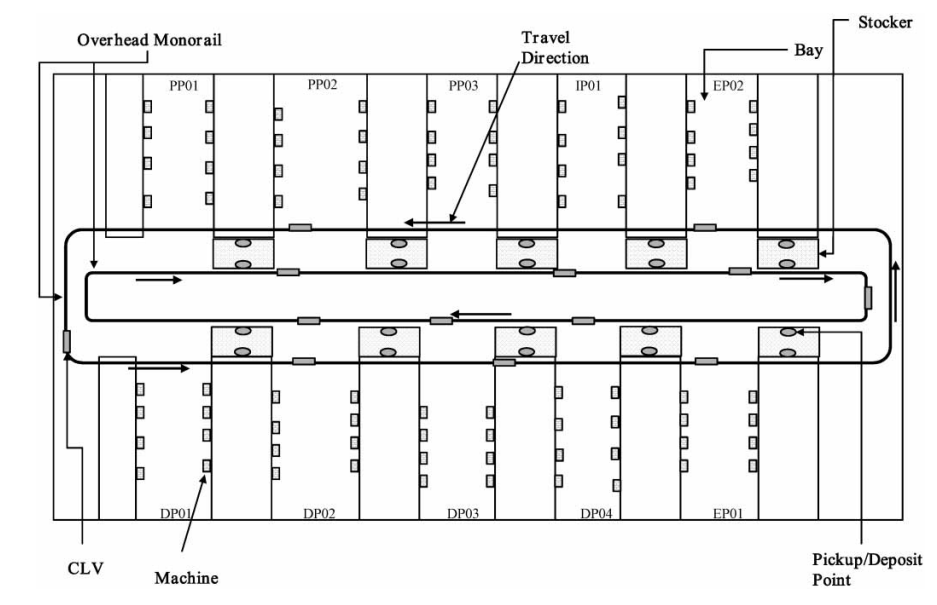 Stocker
Overhead Monorail
Travel
Direction
Bay
PP01
PP02
PP03
IP01
EP02
DP01
DP02
DP03
DP04
EP01
CLV
Machine
Pickup/Deposit
Point